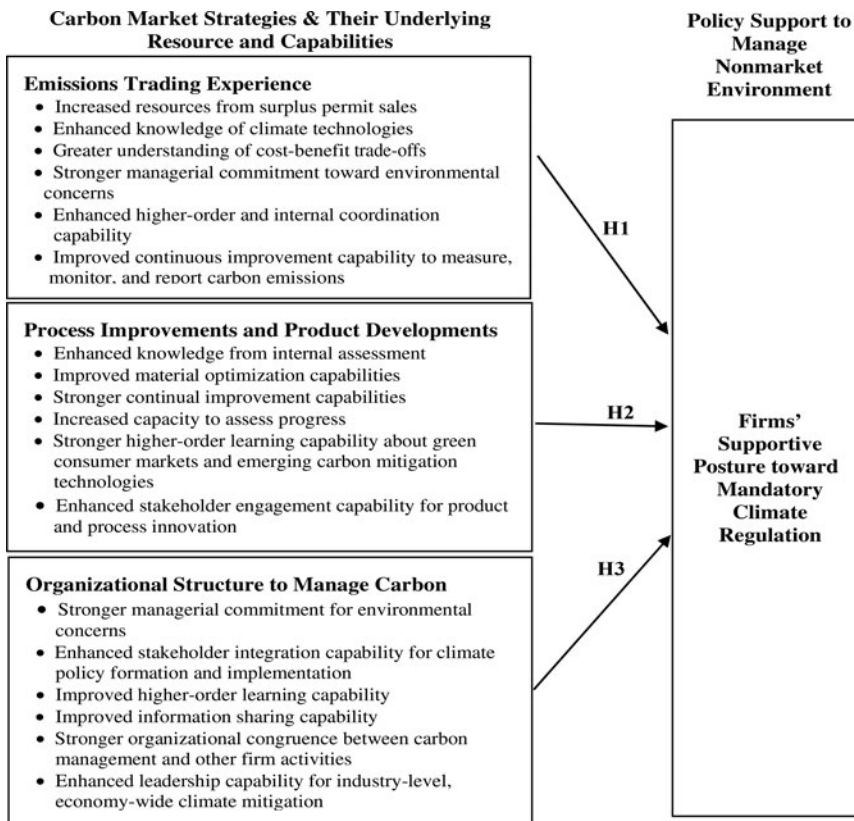 Carbon Market Strategies & Their Underlying
Resource and Capabilities
Policy Support to
Manage
Nonmarket
Environment
Emissions Trading Experience
• Increased resources from surplus permit sales
• Enhanced knowledge of climate technologies
• Greater understanding of cost-benefit trade-offs
• Stronger managerial commitment toward environmental
concerns
• Enhanced higher-order and internal coordination
capability
• Improved continuous improvement capability to measure,
monitor, and report carbon emissions
H1
Process Improvements and Product Developments
• Enhanced knowledge from internal assessment
• Improved material optimization capabilities
• Stronger continual improvement capabilities
• Increased capacity to assess progress
• Stronger higher-order learning capability about green
consumer markets and emerging carbon mitigation
technologies
• Enhanced stakeholder engagement capability for product
and process innovation
H2
Organizational Structure to Manage Carbon
• Stronger managerial commitment for environmental
concerns
• Enhanced stakeholder integration capability for climate
policy formation and implementation
• Improved higher-order learning capability
• Improved information sharing capability
• Stronger organizational congruence between carbon
management and other firm activities
• Enhanced leadership capability for industry-level,
economy-wide climate mitigation
H3
Firms'
Supportive
Posture toward
Mandatory
Climate
Regulation